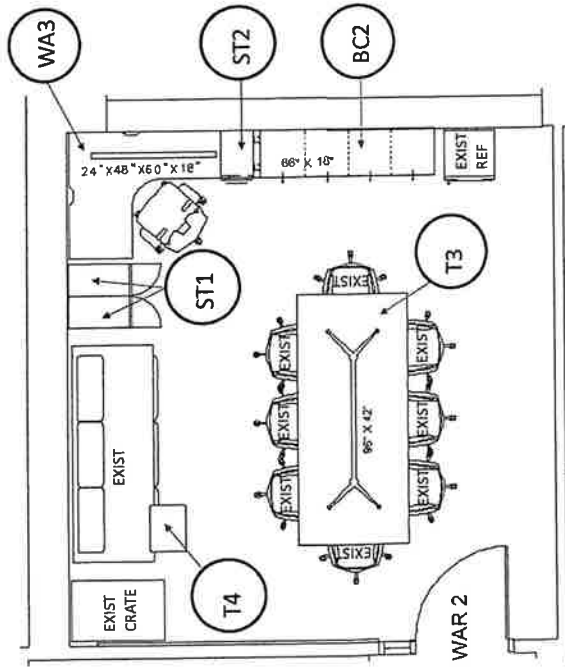 WA3
ST2
BC2
24"X48"X60"X18"
66" X 18"
EXIST
REF
ST1
T3
EXIST
EXIST
EXIST
EXIST
EXIST
EXIST
EXIST
EXIST
EXIST
96" X 42"
T4
EXIST
CRATE
WAR 2